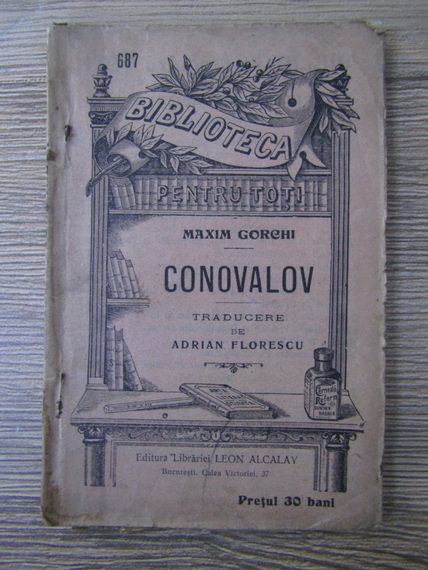 687
BIBLIOTECA
PENTRU TOȚI
MAXIM GORCHI
CONOVALOV
TRADUCERE
DE
ADRIAN FLORESCU
Editura Librăriei LEON ALCALAY
Bucureşti, Calea Victoriei, 37
Preţul 30 bani